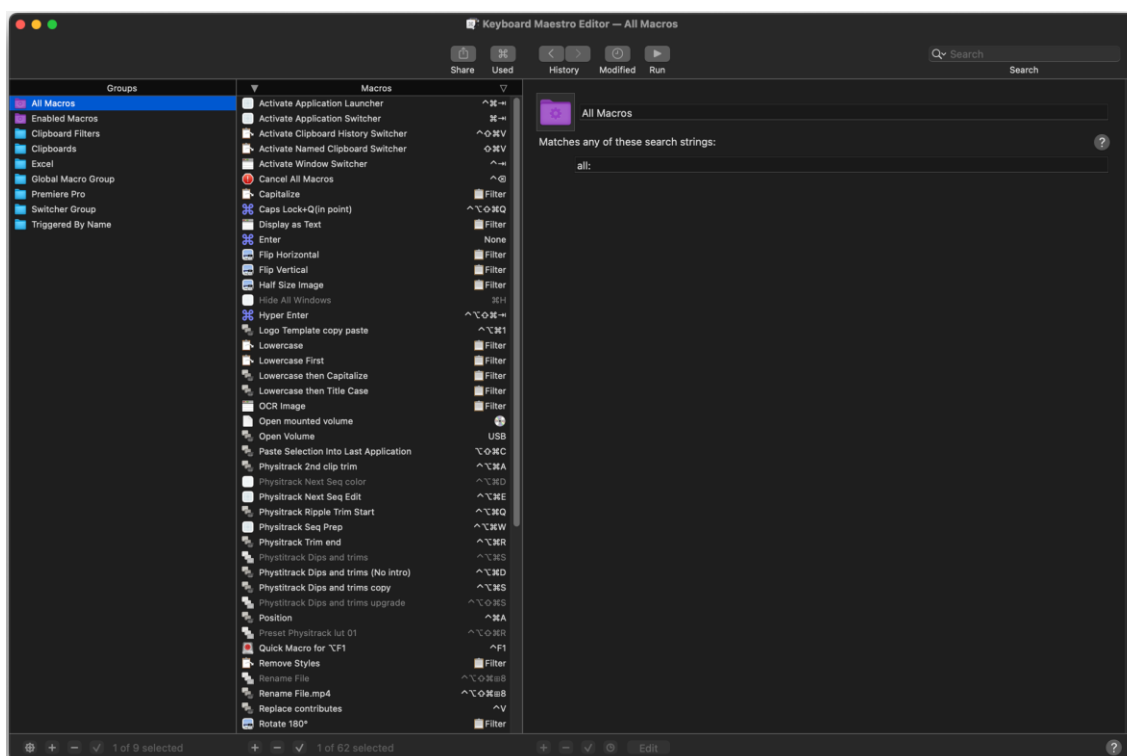 Keyboard Maestro Editor — All Macros
Share Used History Modified Run Search
Search
Groups
All Macros
Enabled Macros
Clipboard Filters
Clipboards
Excel
Global Macro Group
Premiere Pro
Switcher Group
Triggered By Name
1 of 9 selected
▼ Macros ▽
Activate Application Launcher ^⌘⇥
Activate Application Switcher ⌘⇥
Activate Clipboard History Switcher ^⇧⌘V
Activate Named Clipboard Switcher ⇧⌘V
Activate Window Switcher ^⇥
Cancel All Macros ^⌫
Capitalize Filter
Caps Lock+Q(in point) ^⌥⇧⌘Q
Display as Text Filter
Enter None
Flip Horizontal Filter
Flip Vertical Filter
Half Size Image Filter
Hide All Windows ⌘H
Hyper Enter ^⌥⇧⌘⇥
Logo Template copy paste ^⌥⌘1
Lowercase Filter
Lowercase First Filter
Lowercase then Capitalize Filter
Lowercase then Title Case Filter
OCR Image Filter
Open mounted volume
Open Volume USB
Paste Selection Into Last Application ⌥⇧⌘C
Physitrack 2nd clip trim ^⌥⌘A
Physitrack Next Seq color ^⌥⌘D
Physitrack Next Seq Edit ^⌥⌘E
Physitrack Ripple Trim Start ^⌥⌘Q
Physitrack Seq Prep ^⌥⌘W
Physitrack Trim end ^⌥⌘R
Phystitrack Dips and trims ^⌥⌘S
Phystitrack Dips and trims (No intro) ^⌥⌘D
Phystitrack Dips and trims copy ^⌥⌘S
Phystitrack Dips and trims upgrade ^⌥⇧⌘S
Position ^⌘A
Preset Physitrack lut 01 ^⌥⇧⌘R
Quick Macro for ⌥F1 ^F1
Remove Styles Filter
Rename File ^⌥⇧⌘⊞8
Rename File.mp4 ^⌥⇧⌘⊞8
Replace contributes ^V
Rotate 180° Filter
1 of 62 selected
All Macros
Matches any of these search strings:
?
all:
Edit
?